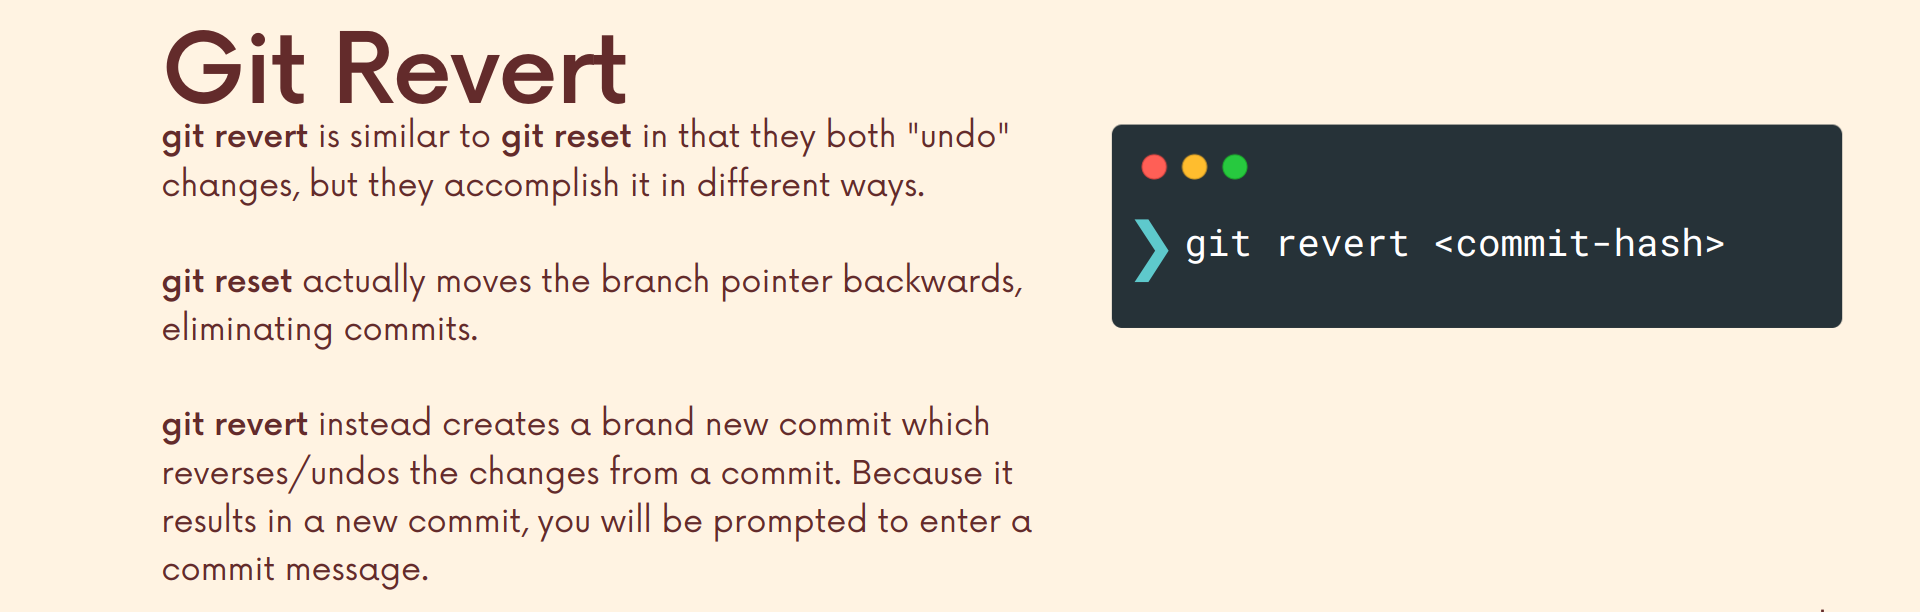 Git Revert
git revert is similar to git reset in that they both "undo"
changes, but they accomplish it in different ways.
git reset actually moves the branch pointer backwards,
eliminating commits.
git revert instead creates a brand new commit which
reverses/undos the changes from a commit. Because it
results in a new commit, you will be prompted to enter a
commit message.
❯ git revert <commit-hash>